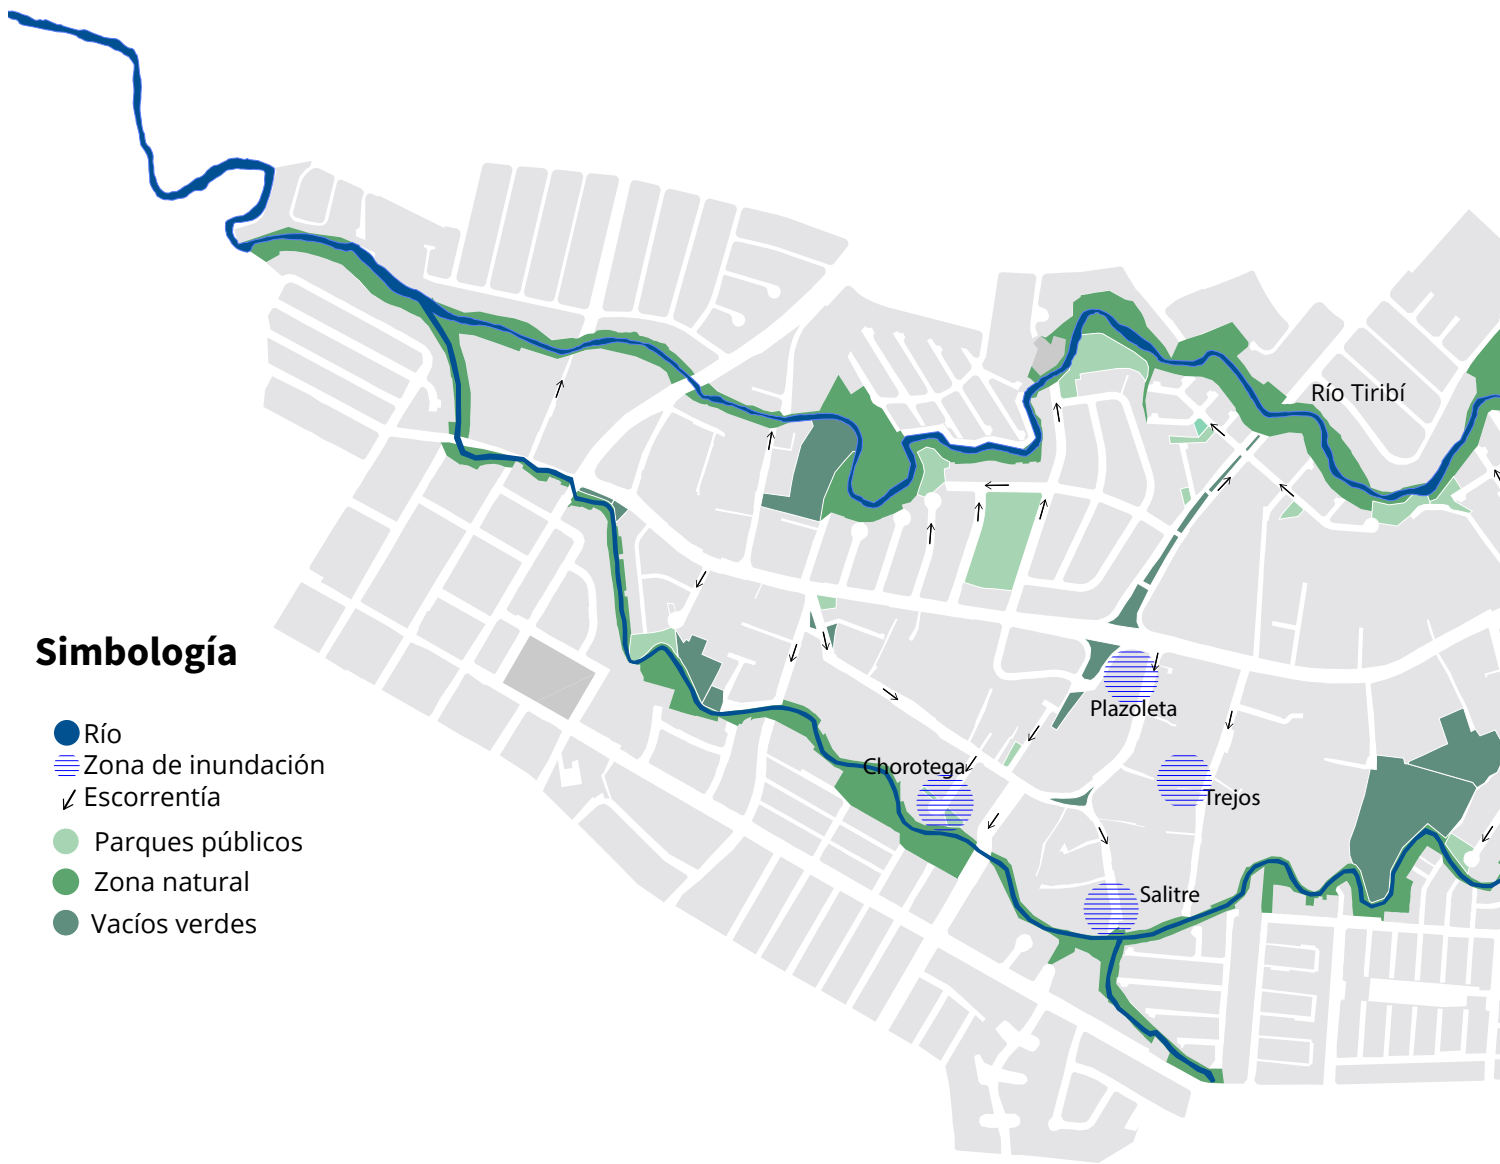 Río Tiribí
Simbología
Plazoleta
Río
Zona de inundación
Chorotega
Escorrentía
Trejos
Parques públicos
Zona natural
Salitre
Vacíos verdes